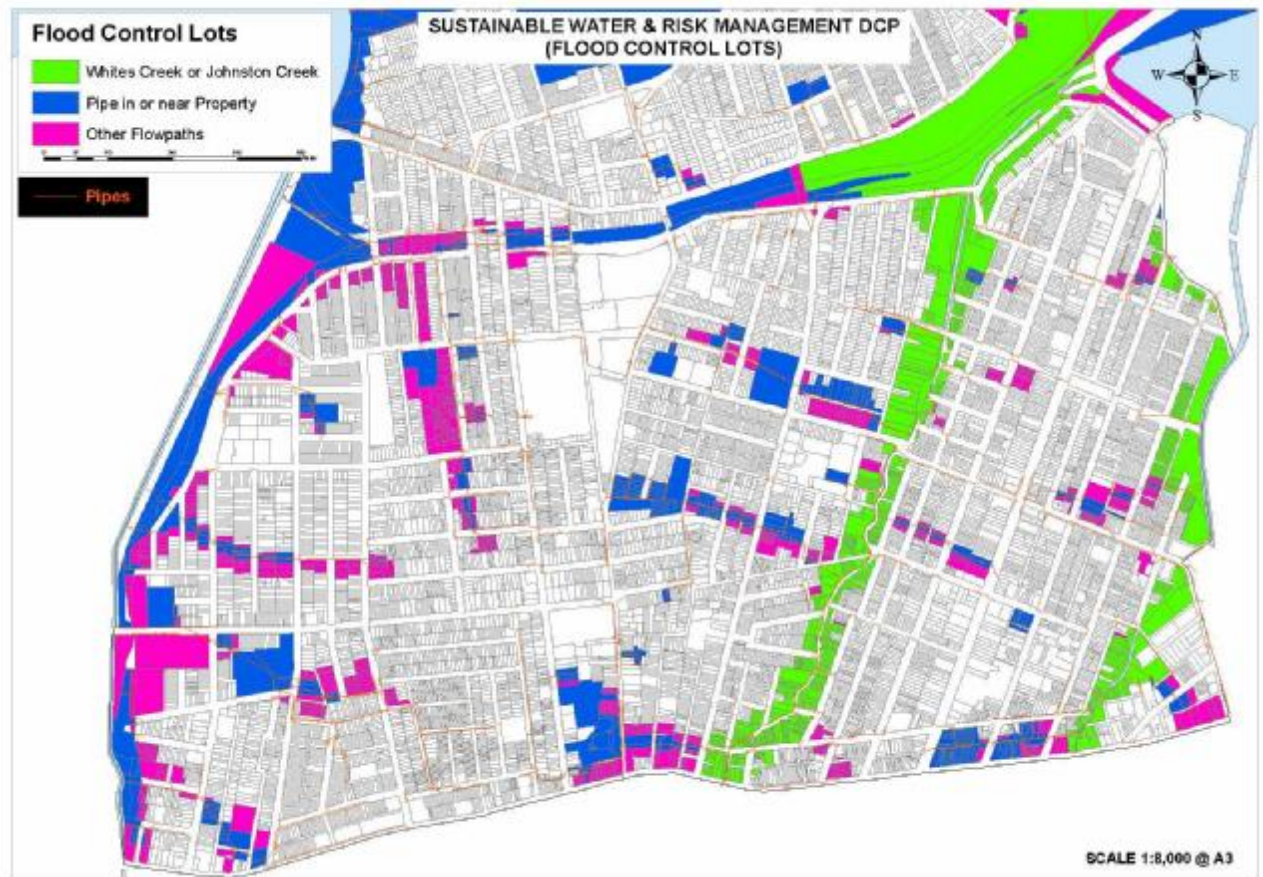 Flood Control Lots
Whites Creek or Johnston Creek
Pipe in or near Property
Other Flowpaths
Pipes
SUSTAINABLE WATER & RISK MANAGEMENT DCP
(FLOOD CONTROL LOTS)
N
W E
S
SCALE 1:8,000 @ A3